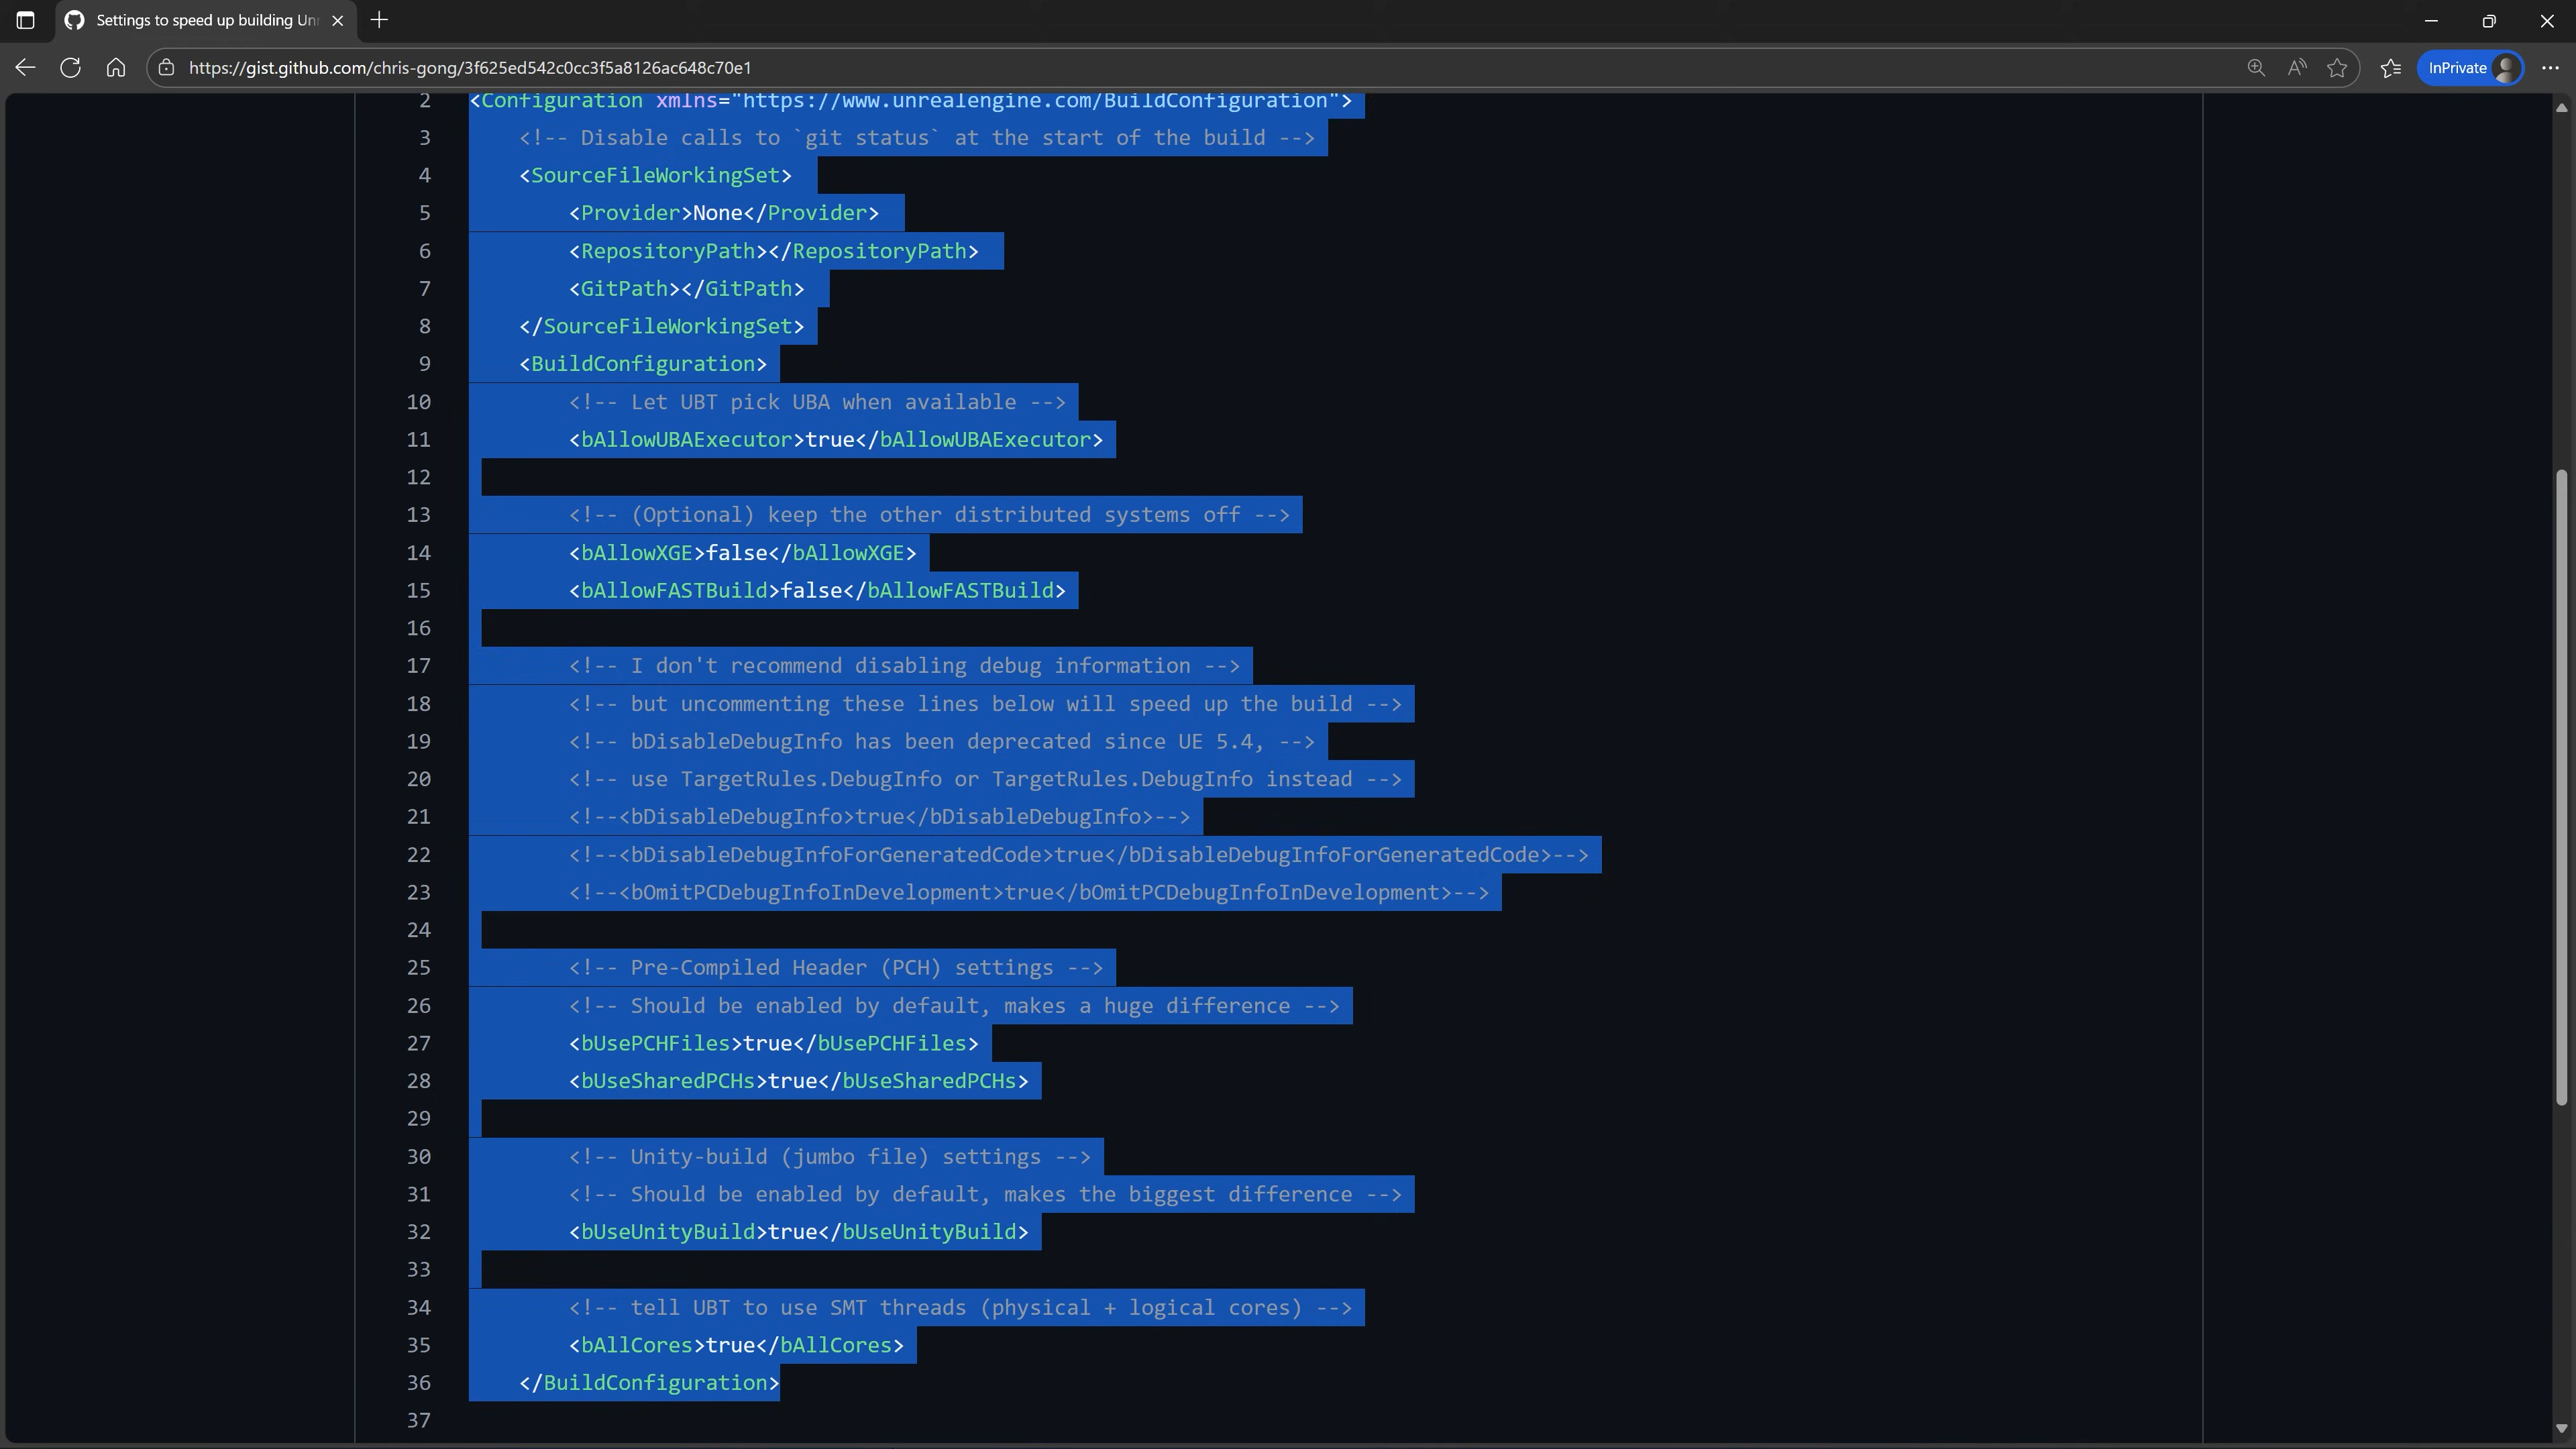 Settings to speed up building Un
https://gist.github.com/chris-gong/3f625ed542c0cc3f5a8126ac648c70e1
InPrivate
2 <Configuration xmlns="https://www.unrealengine.com/BuildConfiguration">
3 <!-- Disable calls to `git status` at the start of the build -->
4 <SourceFileWorkingSet>
5 <Provider>None</Provider>
6 <RepositoryPath></RepositoryPath>
7 <GitPath></GitPath>
8 </SourceFileWorkingSet>
9 <BuildConfiguration>
10 <!-- Let UBT pick UBA when available -->
11 <bAllowUBAExecutor>true</bAllowUBAExecutor>
12
13 <!-- (Optional) keep the other distributed systems off -->
14 <bAllowXGE>false</bAllowXGE>
15 <bAllowFASTBuild>false</bAllowFASTBuild>
16
17 <!-- I don't recommend disabling debug information -->
18 <!-- but uncommenting these lines below will speed up the build -->
19 <!-- bDisableDebugInfo has been deprecated since UE 5.4, -->
20 <!-- use TargetRules.DebugInfo or TargetRules.DebugInfo instead -->
21 <!--<bDisableDebugInfo>true</bDisableDebugInfo>-->
22 <!--<bDisableDebugInfoForGeneratedCode>true</bDisableDebugInfoForGeneratedCode>-->
23 <!--<bOmitPCDebugInfoInDevelopment>true</bOmitPCDebugInfoInDevelopment>-->
24
25 <!-- Pre-Compiled Header (PCH) settings -->
26 <!-- Should be enabled by default, makes a huge difference -->
27 <bUsePCHFiles>true</bUsePCHFiles>
28 <bUseSharedPCHs>true</bUseSharedPCHs>
29
30 <!-- Unity-build (jumbo file) settings -->
31 <!-- Should be enabled by default, makes the biggest difference -->
32 <bUseUnityBuild>true</bUseUnityBuild>
33
34 <!-- tell UBT to use SMT threads (physical + logical cores) -->
35 <bAllCores>true</bAllCores>
36 </BuildConfiguration>
37